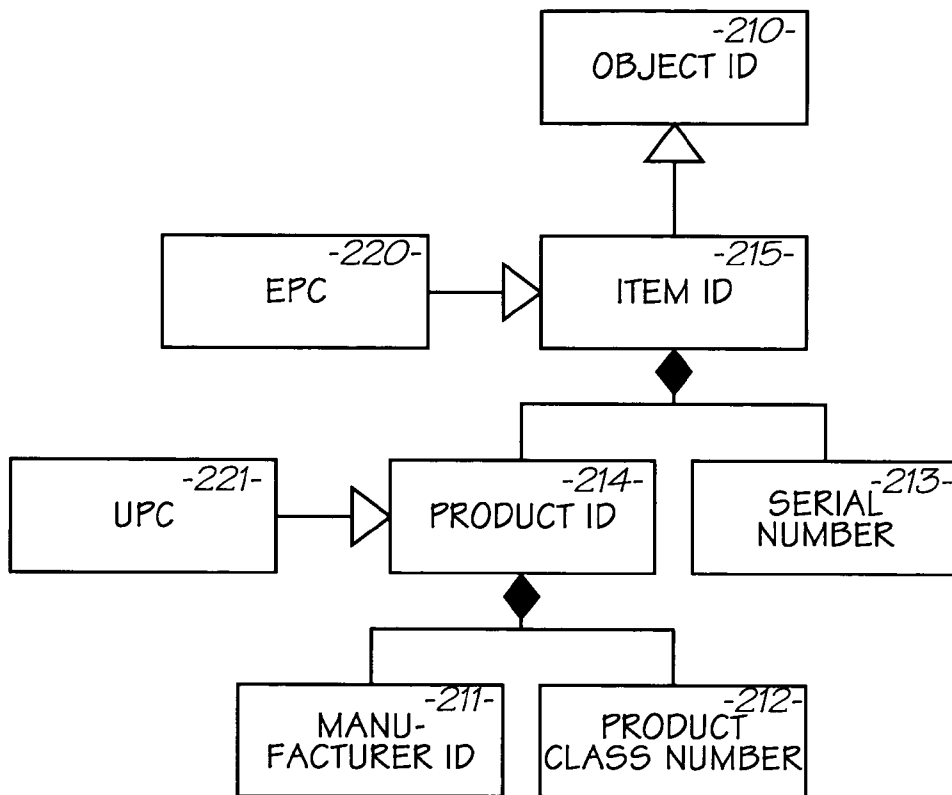 -210-
OBJECT ID
-220-
EPC
-215-
ITEM ID
-221-
UPC
-214-
PRODUCT ID
-213-
SERIAL
NUMBER
-211-
MANU-
FACTURER ID
-212-
PRODUCT
CLASS NUMBER